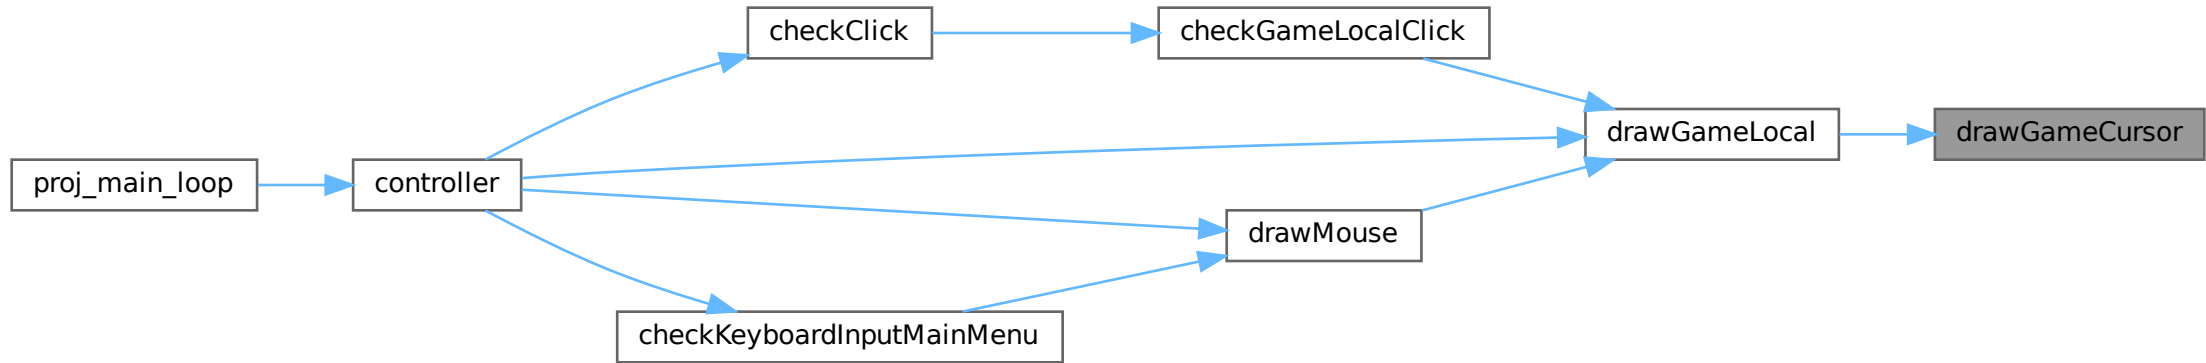 checkClick
checkGameLocalClick
drawGameLocal
drawGameCursor
proj_main_loop
controller
drawMouse
checkKeyboardInputMainMenu